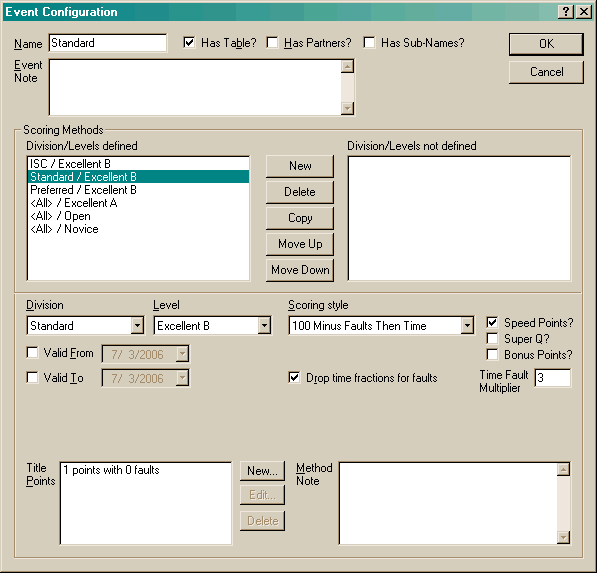 Event Configuration
Name Standard Has Table? Has Partners? Has Sub-Names? OK
Event Note Cancel
Scoring Methods
Division/Levels defined Division/Levels not defined
ISC / Excellent B
Standard / Excellent B
Preferred / Excellent B
<All> / Excellent A
<All> / Open
<All> / Novice
New
Delete
Copy
Move Up
Move Down
Division Level Scoring style
Standard Excellent B 100 Minus Faults Then Time Speed Points?
Super Q?
Valid From 7/ 3/2006 Bonus Points?
Valid To 7/ 3/2006 Drop time fractions for faults Time Fault Multiplier 3
Title Points 1 points with 0 faults New... Method Note
Edit...
Delete